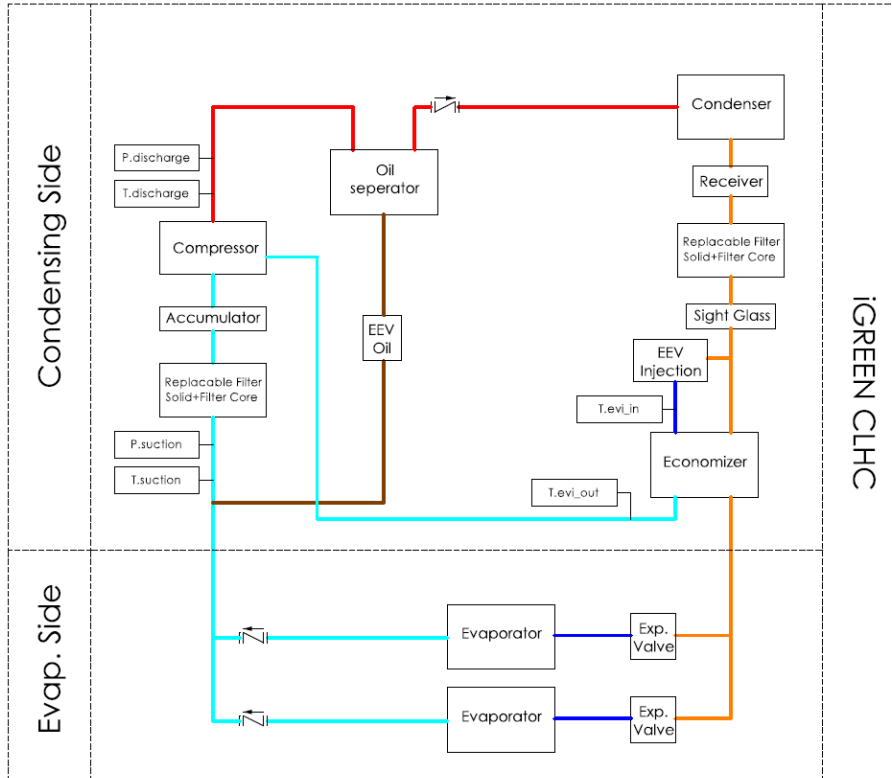 Condensing Side
Condenser
P.discharge
Oil
seperator
T.discharge
Receiver
Compressor
Replacable Filter
Solid+Filter Core
Accumulator
Sight Glass
EEV
Oil
EEV
Injection
Replacable Filter
Solid+Filter Core
T.evi_in
P.suction
Economizer
T.suction
T.evi_out
iGREEN CLHC
Evap. Side
Evaporator
Exp.
Valve
Evaporator
Exp.
Valve